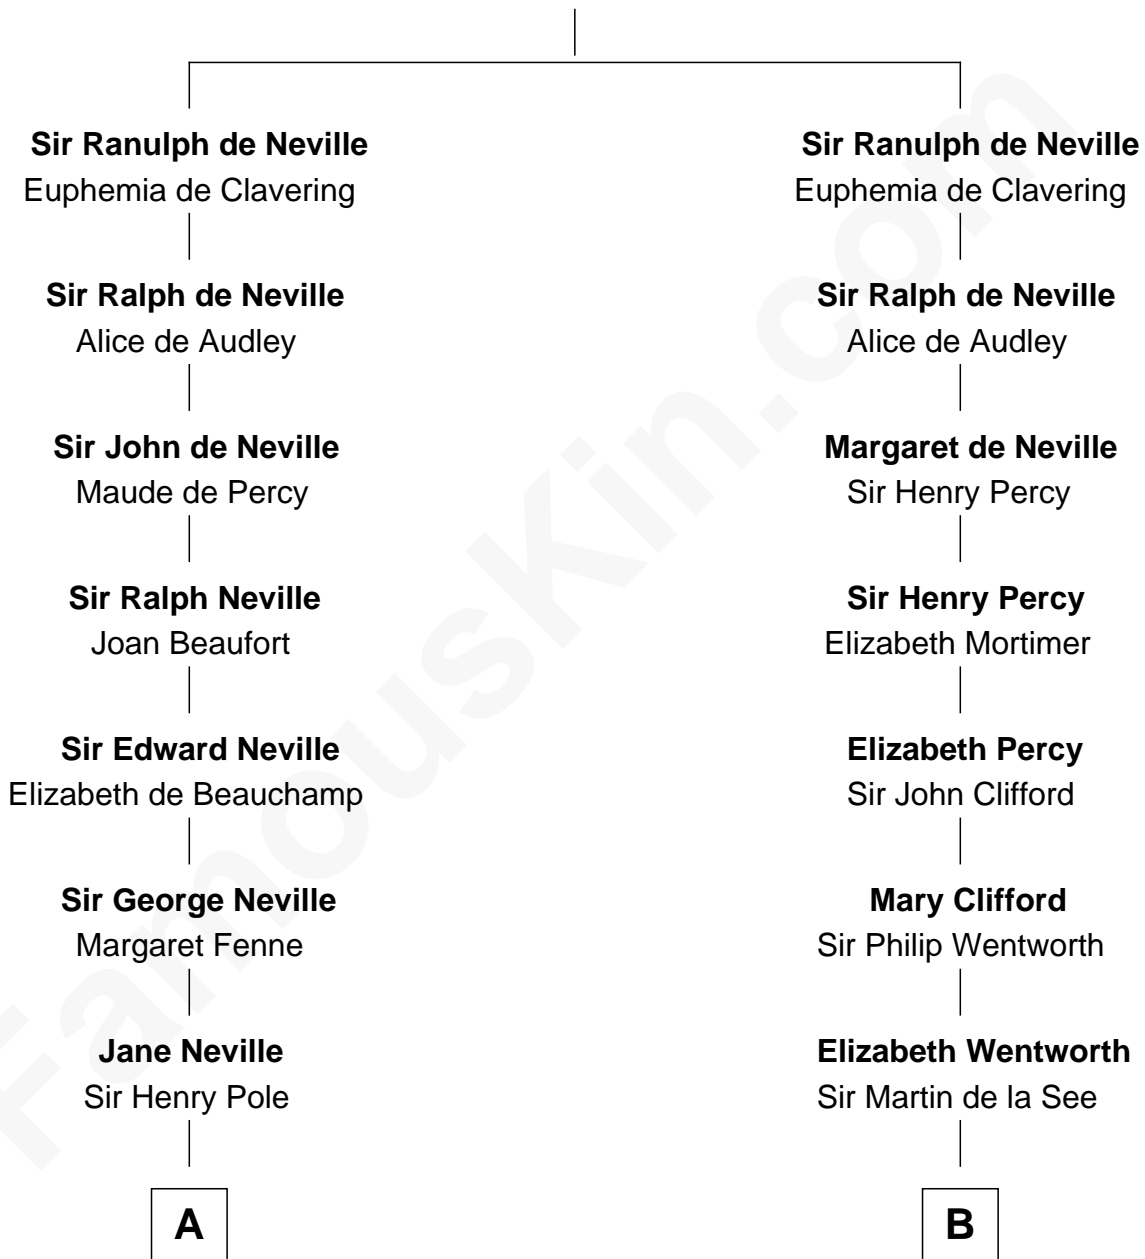 Sir Ranulph de Neville
Euphemia de Clavering
Sir Ralph de Neville
Alice de Audley
Sir John de Neville
Maude de Percy
Sir Ralph Neville
Joan Beaufort
Sir Edward Neville
Elizabeth de Beauchamp
Sir George Neville
Margaret Fenne
Jane Neville
Sir Henry Pole
A
Sir Ranulph de Neville
Euphemia de Clavering
Sir Ralph de Neville
Alice de Audley
Margaret de Neville
Sir Henry Percy
Sir Henry Percy
Elizabeth Mortimer
Elizabeth Percy
Sir John Clifford
Mary Clifford
Sir Philip Wentworth
Elizabeth Wentworth
Sir Martin de la See
B
FamousKin.com